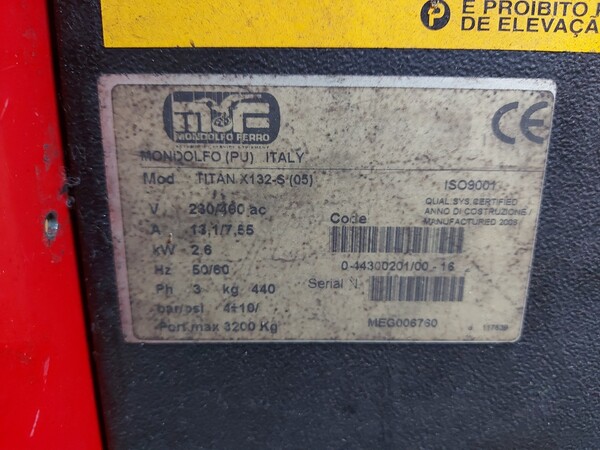 P É PROIBITO
DE ELEVAÇÃ
MONDOLFO FERRO
CE
MONDOLFO (PU) ITALY
Mod TITAN X132-S (05)
ISO9001
QUAL.SYS.CERTIFIED
ANNO DI COSTRUZIONE/
MANUFACTURED
V 230/400 ac
A 13,1/7,55
kW 2,6
Hz 50/60
Ph 3 kg 440
bar/psi 4÷10/
Port max 3200 Kg
Code
0-44300201/00-16
Serial N
MEG006760